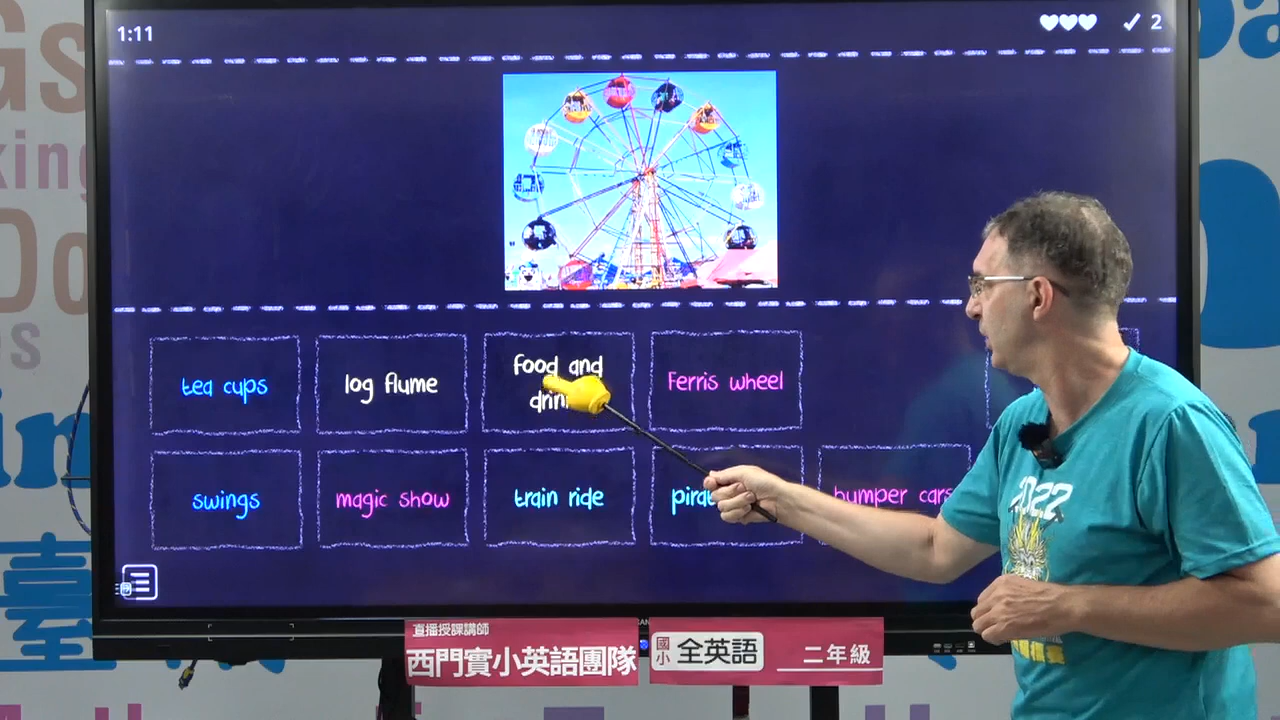 1:11
2
tea cups
log flume
food and
Ferris wheel
swings
magic show
train ride
bumper cars
2022
直播授課講師
西門實小英語團隊
國小
全英語
二年級
臺